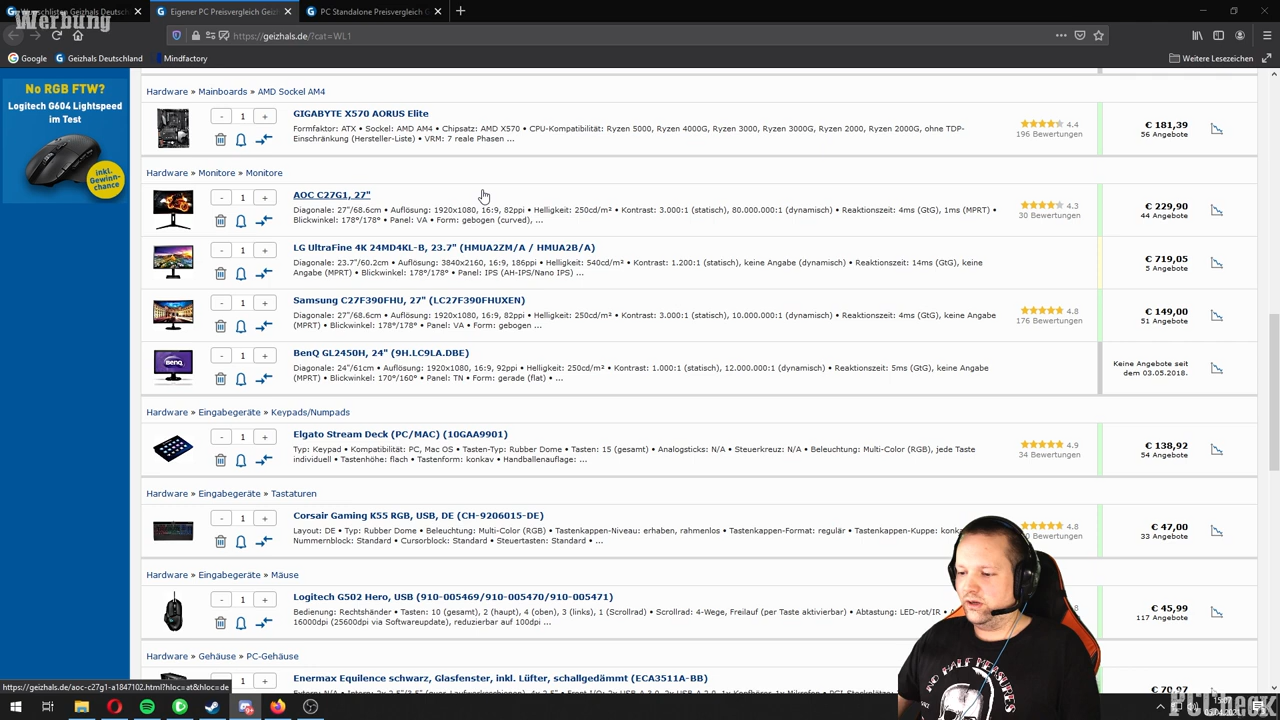 Werbung
Wunschlisten Geizhals Deutsch
Eigener PC Preisvergleich Geizh
PC Standalone Preisvergleich G
https://geizhals.de/?cat=WL1
Google Geizhals Deutschland Mindfactory
Weitere Lesezeichen
No RGB FTW?
Logitech G604 Lightspeed
im Test
inkl.
Gewinn-
chance
Hardware » Mainboards » AMD Sockel AM4
GIGABYTE X570 AORUS Elite
- 1 +
Formfaktor: ATX • Sockel: AMD AM4 • Chipsatz: AMD X570 • CPU-Kompatibilität: Ryzen 5000, Ryzen 4000G, Ryzen 3000, Ryzen 3000G, Ryzen 2000, Ryzen 2000G, ohne TDP-
Einschränkung (Hersteller-Liste) • VRM: 7 reale Phasen ...
4.4
196 Bewertungen
€ 181,39
56 Angebote
Hardware » Monitore » Monitore
AOC C27G1, 27"
- 1 +
Diagonale: 27"/68.6cm • Auflösung: 1920x1080, 16:9, 82ppi • Helligkeit: 250cd/m² • Kontrast: 3.000:1 (statisch), 80.000.000:1 (dynamisch) • Reaktionszeit: 4ms (GtG), 1ms (MPRT) •
Blickwinkel: 178°/178° • Panel: VA • Form: gebogen (curved), ...
4.3
30 Bewertungen
€ 229,90
44 Angebote
LG UltraFine 4K 24MD4KL-B, 23.7" (HMUA2ZM/A / HMUA2B/A)
- 1 +
Diagonale: 23.7"/60.2cm • Auflösung: 3840x2160, 16:9, 186ppi • Helligkeit: 540cd/m² • Kontrast: 1.200:1 (statisch), keine Angabe (dynamisch) • Reaktionszeit: 14ms (GtG), keine
Angabe (MPRT) • Blickwinkel: 178°/178° • Panel: IPS (AH-IPS/Nano IPS) ...
€ 719,05
5 Angebote
Samsung C27F390FHU, 27" (LC27F390FHUXEN)
- 1 +
Diagonale: 27"/68.6cm • Auflösung: 1920x1080, 16:9, 82ppi • Helligkeit: 250cd/m² • Kontrast: 3.000:1 (statisch), 10.000.000:1 (dynamisch) • Reaktionszeit: 4ms (GtG), keine Angabe
(MPRT) • Blickwinkel: 178°/178° • Panel: VA • Form: gebogen ...
4.8
176 Bewertungen
€ 149,00
51 Angebote
BenQ GL2450H, 24" (9H.LC9LA.DBE)
- 1 +
Diagonale: 24"/61cm • Auflösung: 1920x1080, 16:9, 92ppi • Helligkeit: 250cd/m² • Kontrast: 1.000:1 (statisch), 12.000.000:1 (dynamisch) • Reaktionszeit: 5ms (GtG), keine Angabe
(MPRT) • Blickwinkel: 170°/160° • Panel: TN • Form: gerade (flat) • ...
Keine Angebote seit
dem 03.05.2018.
Hardware » Eingabegeräte » Keypads/Numpads
Elgato Stream Deck (PC/MAC) (10GAA9901)
- 1 +
Typ: Keypad • Kompatibilität: PC, Mac OS • Tasten-Typ: Rubber Dome • Tasten: 15 (gesamt) • Analogsticks: N/A • Steuerkreuz: N/A • Beleuchtung: Multi-Color (RGB), jede Taste
individuell • Tastenhöhe: flach • Tastenform: konkav • Handballenauflage: ...
4.9
34 Bewertungen
€ 138,92
54 Angebote
Hardware » Eingabegeräte » Tastaturen
Corsair Gaming K55 RGB, USB, DE (CH-9206015-DE)
- 1 +
Layout: DE • Typ: Rubber Dome • Beleuchtung: Multi-Color (RGB) • Tastenkappen-Niveau: erhaben, rahmenlos • Tastenkappen-Format: regulär • Tastenkappen-Kuppe:
Nummernblock: Standard • Cursorblock: Standard • Steuertasten: Standard • ...
4.8
Bewertungen
€ 47,00
33 Angebote
Hardware » Eingabegeräte » Mäuse
Logitech G502 Hero, USB (910-005469/910-005470/910-005471)
- 1 +
Bedienung: Rechtshänder • Tasten: 10 (gesamt), 2 (haupt), 4 (oben), 3 (links), 1 (Scrollrad) • Scrollrad: 4-Wege, Freilauf (per Taste aktivierbar) • Abtastung: LED-rot/IR •
16000dpi (25600dpi via Softwareupdate), reduzierbar auf 100dpi ...
€ 45,99
117 Angebote
Hardware » Gehäuse » PC-Gehäuse
Enermax Equilence schwarz, Glasfenster, inkl. Lüfter, schallgedämmt (ECA3511A-BB)
- 1 +
€ 70,97
https://geizhals.de/aoc-c27g1-a1847102.html?hloc=at&hloc=de
PCCheck